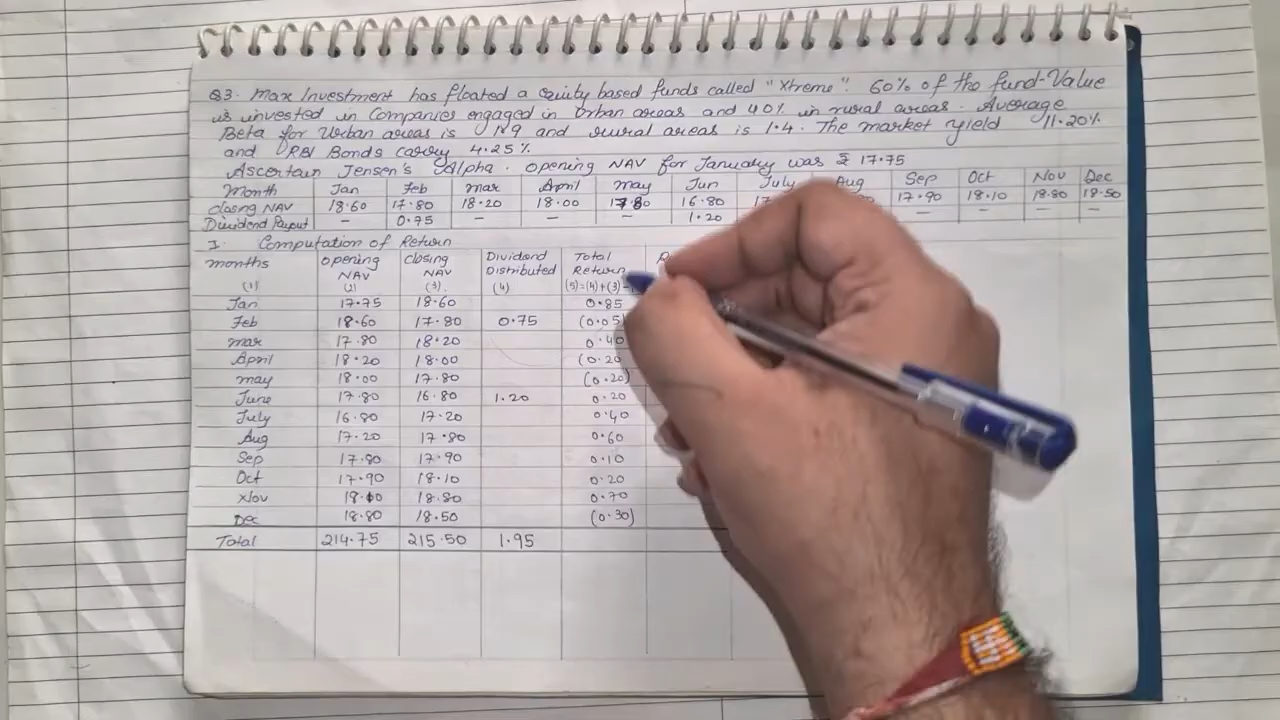 Q3. Max Investment has floated a equity based funds called "Xtreme". 60% of the fund-Value
is invested in Companies engaged in Urban areas and 40% in rural areas. Average
Beta for Urban areas is 1.9 and rural areas is 1.4. The market yield 11.20%
and RBI Bonds carry 4.25%
Ascertain Jensen's Alpha. opening NAV for January was ₹ 17.75
Month Jan Feb mar April may Jun July Aug Sep Oct Nov Dec
closing NAV 18.60 17.80 18.20 18.00 17.80 16.80 17.90 18.10 18.80 18.50
Dividend Payout - 0.75 - - - 1.20 - - - -
I. Computation of Return
months opening NAV closing NAV Dividend Distributed Total Return
(1) (2) (3) (4) (5)=(4)+(3)-
Jan 17.75 18.60 0.85
Feb 18.60 17.80 0.75 (0.05)
mar 17.80 18.20 0.40
April 18.20 18.00 (0.20
may 18.00 17.80 (0.20)
June 17.80 16.80 1.20 0.20
July 16.80 17.20 0.40
Aug 17.20 17.80 0.60
Sep 17.80 17.90 0.10
Oct 17.90 18.10 0.20
Nov 18.10 18.80 0.70
Dec 18.80 18.50 (0.30)
Total 214.75 215.50 1.95